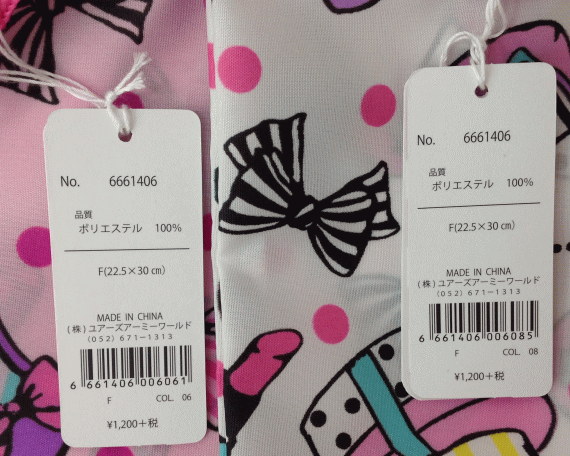 No. 6661406
品質
ポリエステル 100%
F(22.5×30㎝)
MADE IN CHINA
(株)ユアーズアーミーワールド
(052)671-1313
6 661406 006061
F COL. 06
¥1,200+税
No. 6661406
品質
ポリエステル 100%
F(22.5×30㎝)
MADE IN CHINA
(株)ユアーズアーミーワールド
(052)671-1313
6 661406 006085
F COL. 08
¥1,200+税